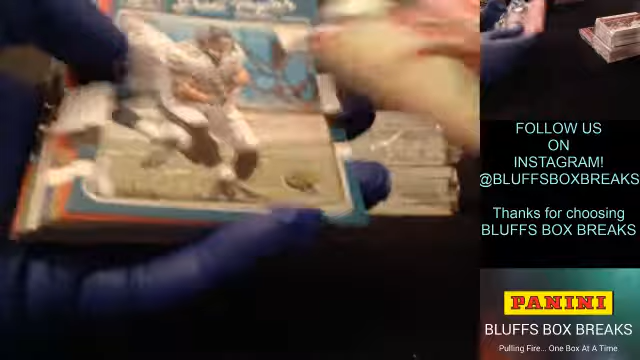 FOLLOW US
ON
INSTAGRAM!
@BLUFFSBOXBREAKS
Thanks for choosing
BLUFFS BOX BREAKS
PANINI
BLUFFS BOX BREAKS
Pulling Fire... One Box At A Time